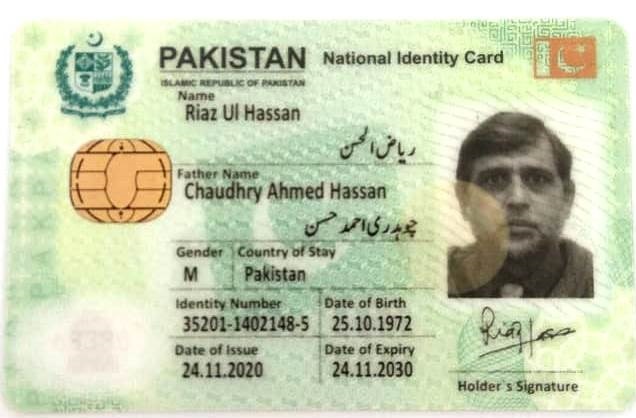 PAKISTAN National Identity Card
ISLAMIC REPUBLIC OF PAKISTAN
Name
Riaz Ul Hassan
ریاض الحسن
Father Name
Chaudhry Ahmed Hassan
چوہدری احمد حسن
Gender Country of Stay
M Pakistan
Identity Number Date of Birth
35201-1402148-5 25.10.1972
Date of Issue Date of Expiry
24.11.2020 24.11.2030
Holder's Signature